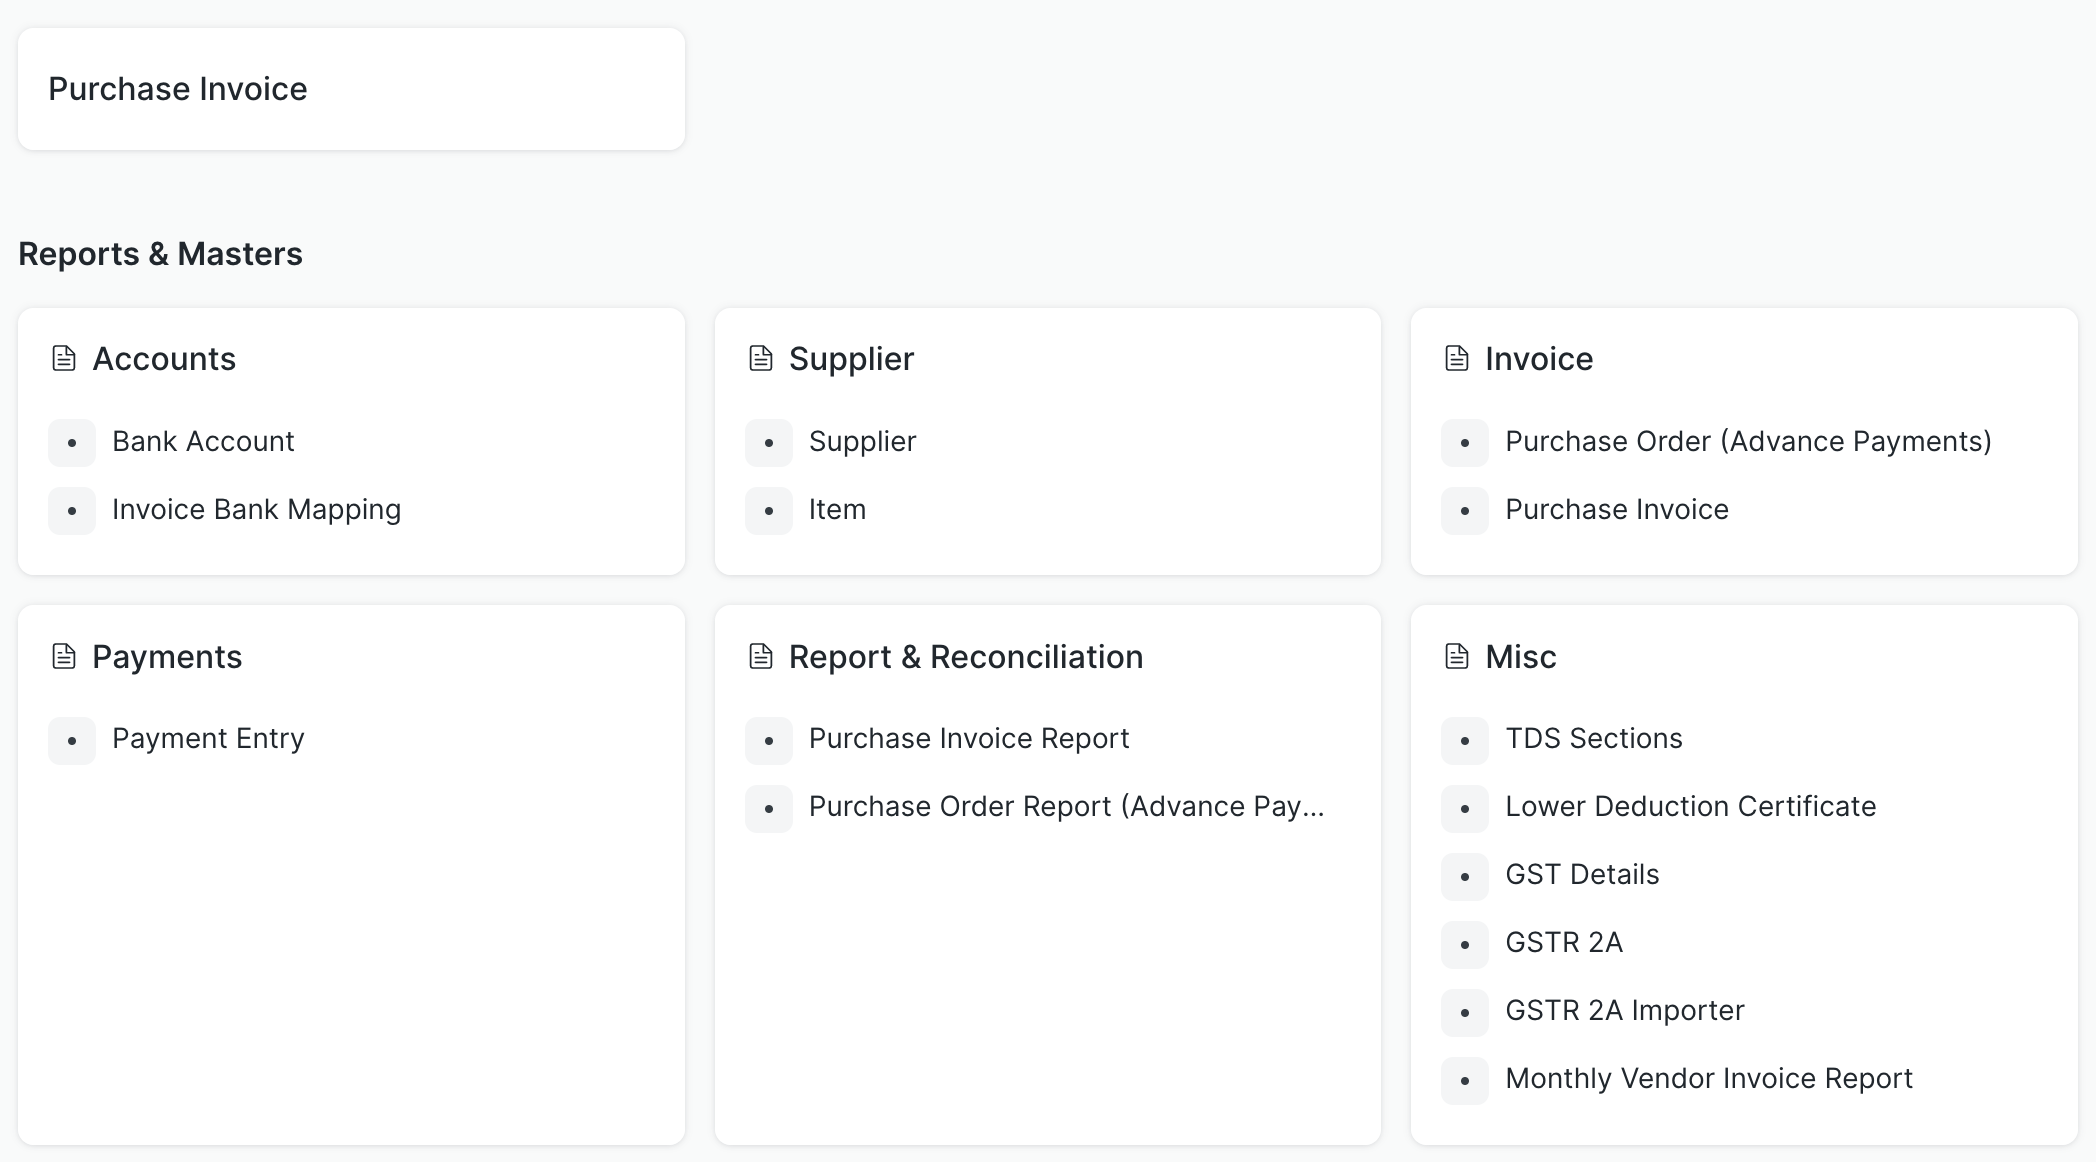 Purchase Invoice
Reports & Masters
Accounts
Bank Account
Invoice Bank Mapping
Supplier
Supplier
Item
Invoice
Purchase Order (Advance Payments)
Purchase Invoice
Payments
Payment Entry
Report & Reconciliation
Purchase Invoice Report
Purchase Order Report (Advance Pay...
Misc
TDS Sections
Lower Deduction Certificate
GST Details
GSTR 2A
GSTR 2A Importer
Monthly Vendor Invoice Report